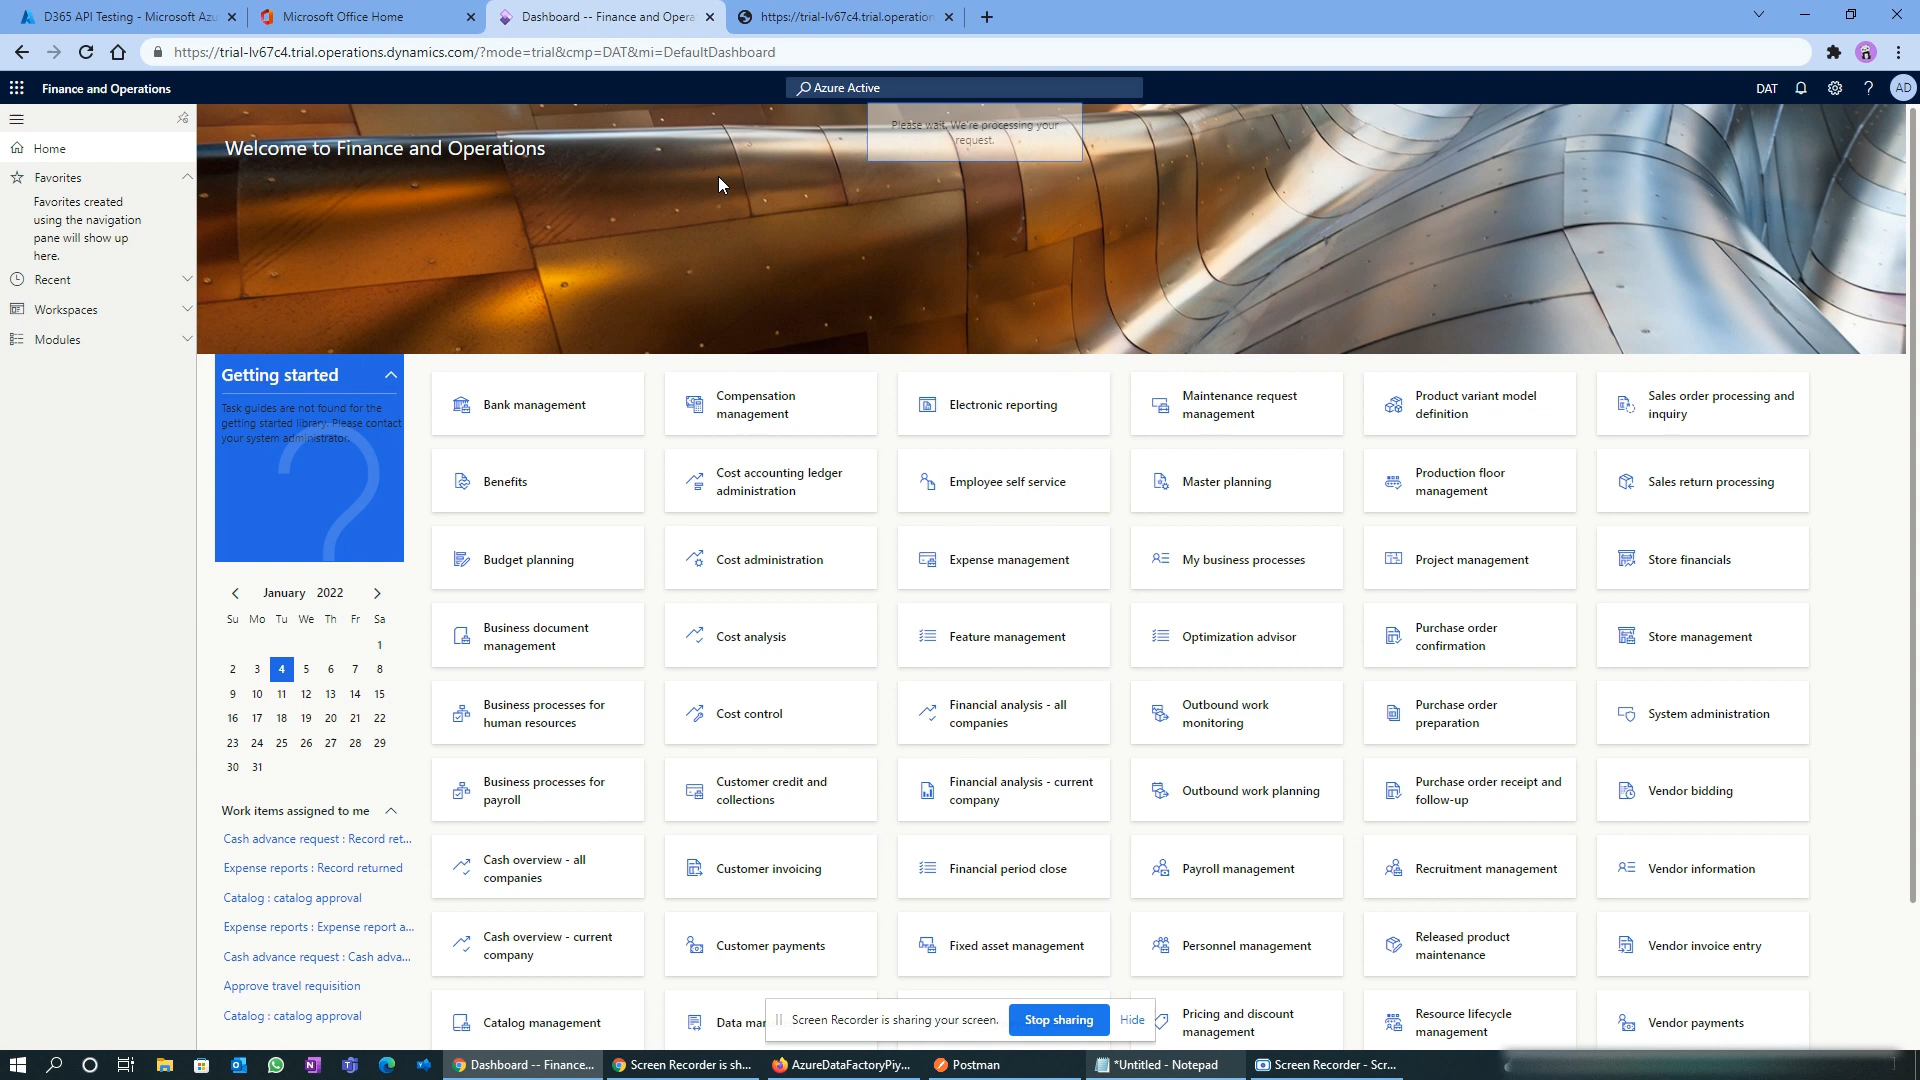 D365 API Testing - Microsoft Azu
Microsoft Office Home
Dashboard -- Finance and Opera
https://trial-lv67c4.trial.operation
https://trial-lv67c4.trial.operations.dynamics.com/?mode=trial&cmp=DAT&mi=DefaultDashboard
Finance and Operations
Azure Active
DAT
?
AD
Please wait. We're processing your
request.
Welcome to Finance and Operations
Home
Favorites
Favorites created
using the navigation
pane will show up
here.
Recent
Workspaces
Modules
Getting started
Task guides are not found for the
getting started library. Please contact
your system administrator.
January 2022
Su Mo Tu We Th Fr Sa
1
2 3 4 5 6 7 8
9 10 11 12 13 14 15
16 17 18 19 20 21 22
23 24 25 26 27 28 29
30 31
Work items assigned to me
Cash advance request : Record ret...
Expense reports : Record returned
Catalog : catalog approval
Expense reports : Expense report a...
Cash advance request : Cash adva...
Approve travel requisition
Catalog : catalog approval
Bank management
Compensation
management
Electronic reporting
Maintenance request
management
Product variant model
definition
Sales order processing and
inquiry
Benefits
Cost accounting ledger
administration
Employee self service
Master planning
Production floor
management
Sales return processing
Budget planning
Cost administration
Expense management
My business processes
Project management
Store financials
Business document
management
Cost analysis
Feature management
Optimization advisor
Purchase order
confirmation
Store management
Business processes for
human resources
Cost control
Financial analysis - all
companies
Outbound work
monitoring
Purchase order
preparation
System administration
Business processes for
payroll
Customer credit and
collections
Financial analysis - current
company
Outbound work planning
Purchase order receipt and
follow-up
Vendor bidding
Cash overview - all
companies
Customer invoicing
Financial period close
Payroll management
Recruitment management
Vendor information
Cash overview - current
company
Customer payments
Fixed asset management
Personnel management
Released product
maintenance
Vendor invoice entry
Catalog management
Data mar
Pricing and discount
management
Resource lifecycle
management
Vendor payments
Screen Recorder is sharing your screen.
Stop sharing
Hide
Dashboard -- Finance...
Screen Recorder is sh...
AzureDataFactoryPiy...
Postman
*Untitled - Notepad
Screen Recorder - Scr...